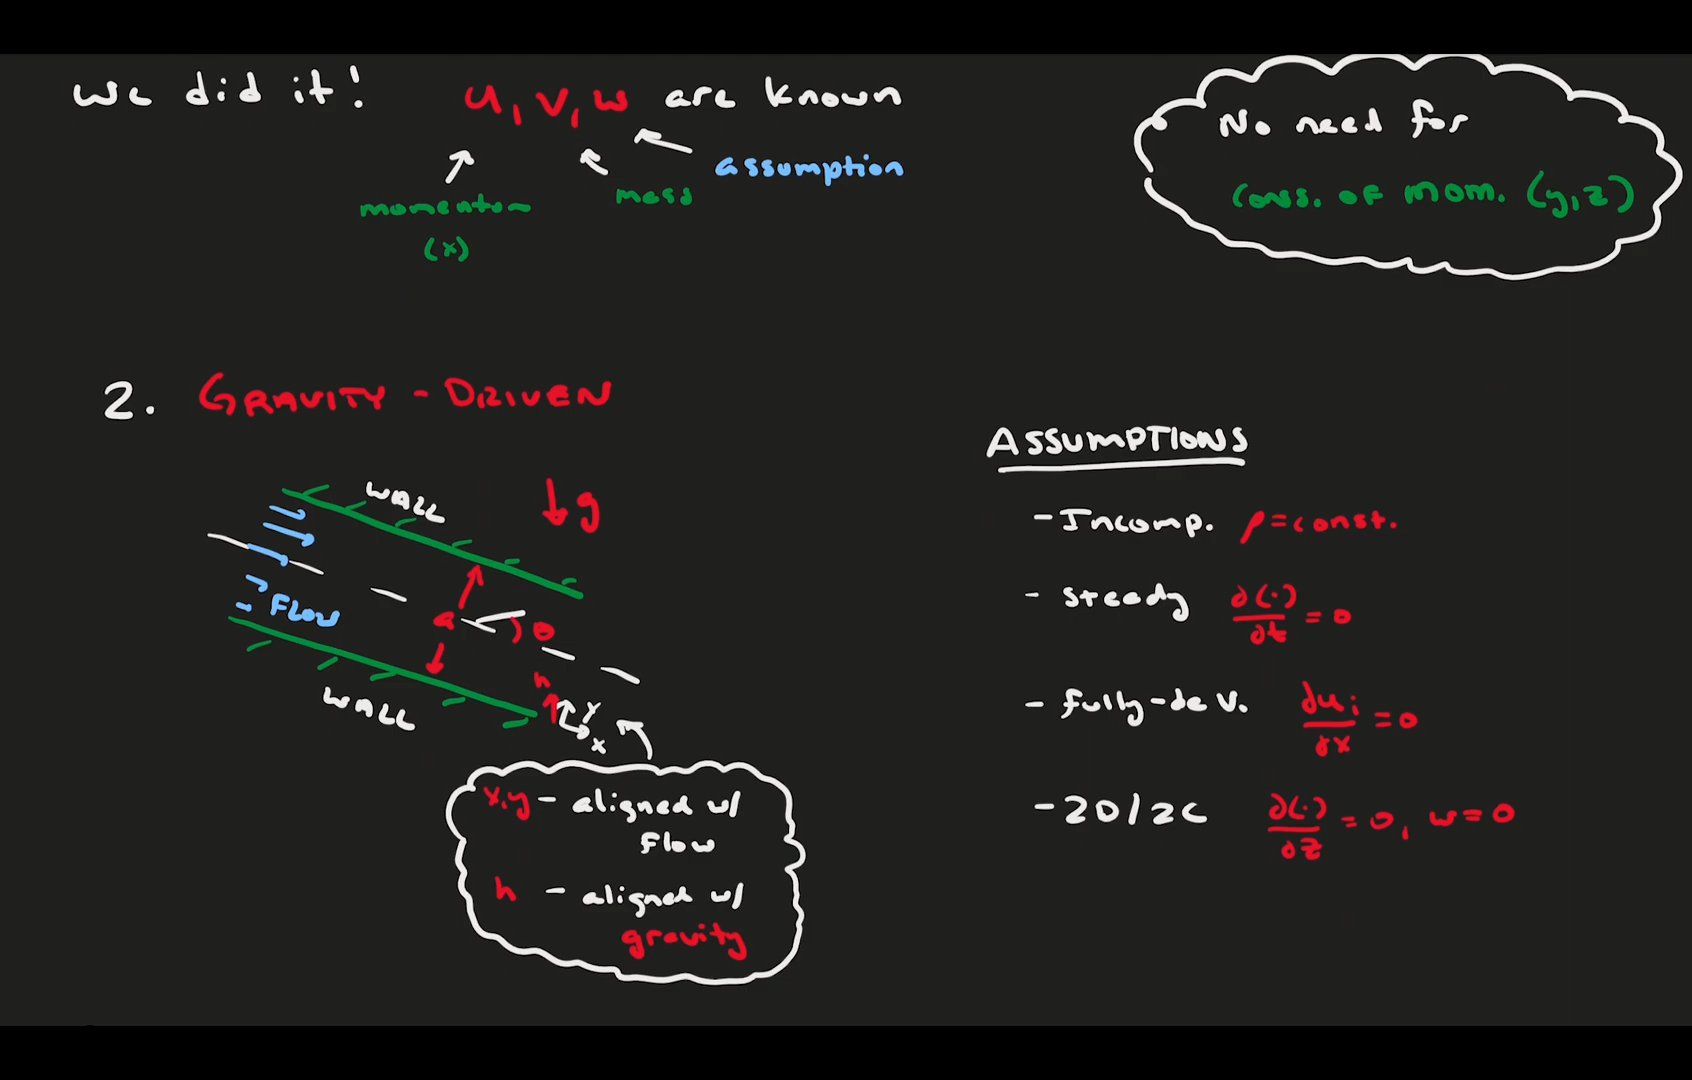 we did it! u, v, w are known
assumption
mass
momentum
(x)
No need for
cons. of mom. (y,z)
2. GRAVITY-DRIVEN
WALL
↓g
FLOW
a
θ
h
y
x
WALL
x,y - aligned w/
flow
h - aligned w/
gravity
ASSUMPTIONS
- Incomp. ρ=const.
- steady ∂(·)/∂t = 0
- fully-dev. ∂uᵢ/∂x = 0
- 2D/2C ∂(·)/∂z = 0, w=0